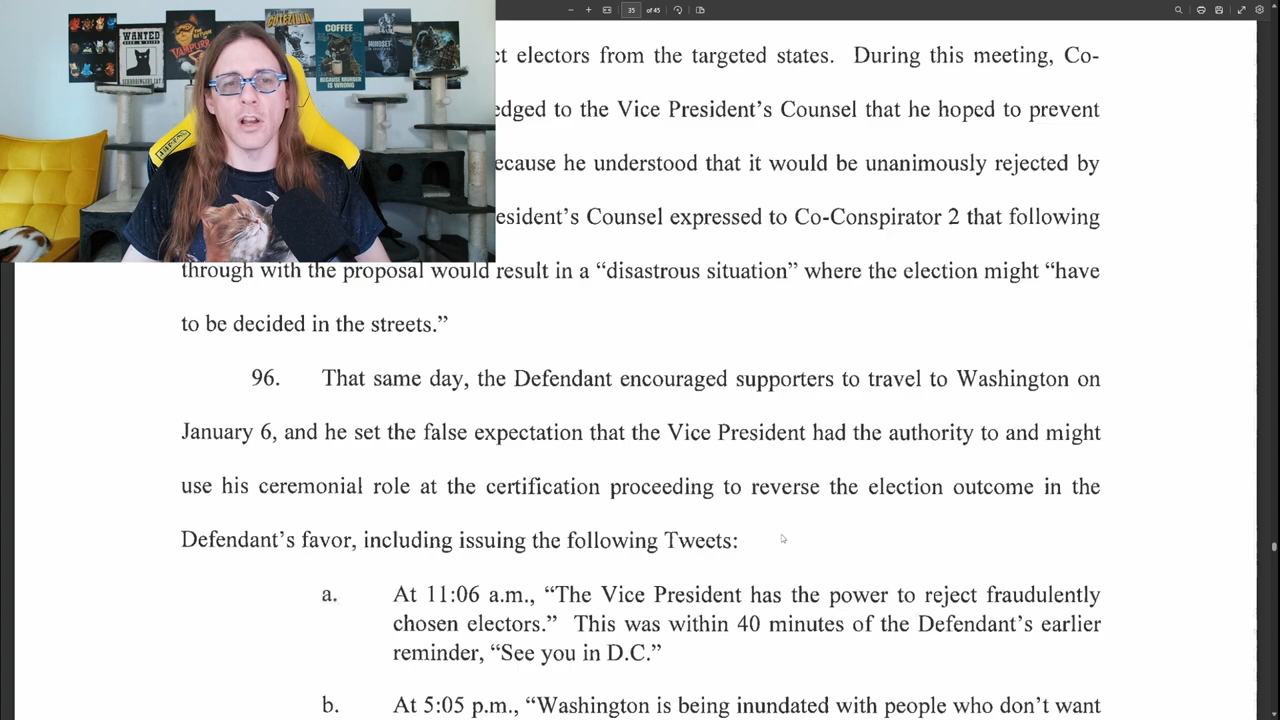 35 of 45
WANTED
CUTEZILLA
VAMPURR
COFFEE
BECAUSE MURDER
IS WRONG
MINDSET
ct electors from the targeted states. During this meeting, Co-
edged to the Vice President’s Counsel that he hoped to prevent
ecause he understood that it would be unanimously rejected by
esident’s Counsel expressed to Co-Conspirator 2 that following
through with the proposal would result in a “disastrous situation” where the election might “have
to be decided in the streets.”
96. That same day, the Defendant encouraged supporters to travel to Washington on
January 6, and he set the false expectation that the Vice President had the authority to and might
use his ceremonial role at the certification proceeding to reverse the election outcome in the
Defendant’s favor, including issuing the following Tweets:
a. At 11:06 a.m., “The Vice President has the power to reject fraudulently
chosen electors.” This was within 40 minutes of the Defendant’s earlier
reminder, “See you in D.C.”
b. At 5:05 p.m., “Washington is being inundated with people who don’t want